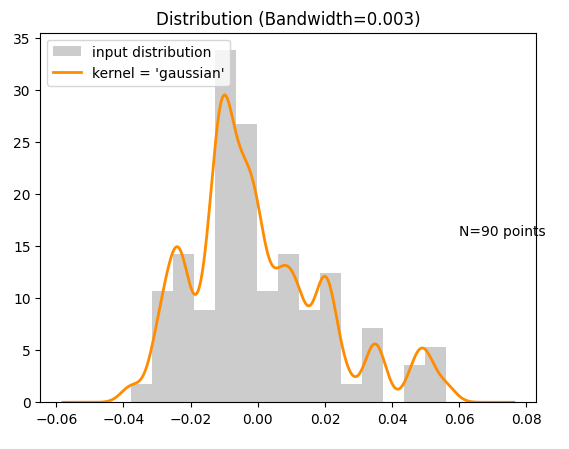 Distribution (Bandwidth=0.003)
35
30
25
20
15
10
5
0
input distribution
kernel = 'gaussian'
N=90 points
−0.06 −0.04 −0.02 0.00 0.02 0.04 0.06 0.08